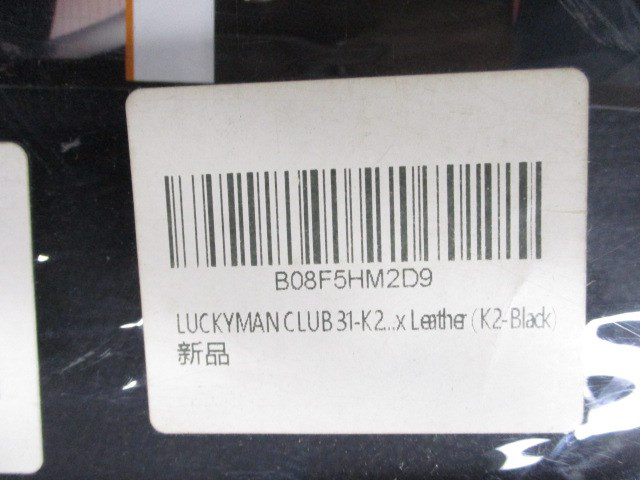 B08F5HM2D9
LUCKYMAN CLUB 31-K2...x Leather (K2-Black)
新品